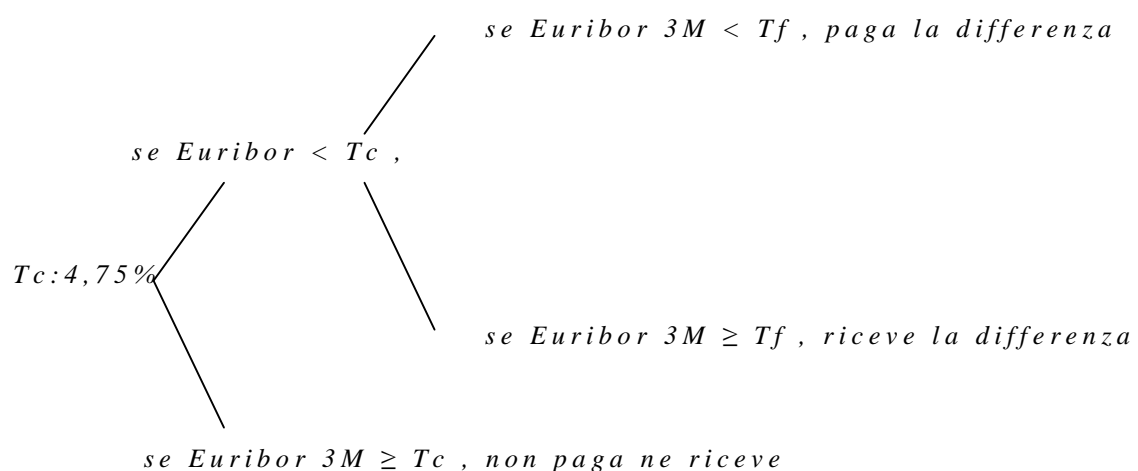 se Euribor 3M < Tf , paga la differenza
se Euribor < Tc ,
Tc:4,75%
se Euribor 3M ≥ Tf , riceve la differenza
se Euribor 3M ≥ Tc , non paga ne riceve